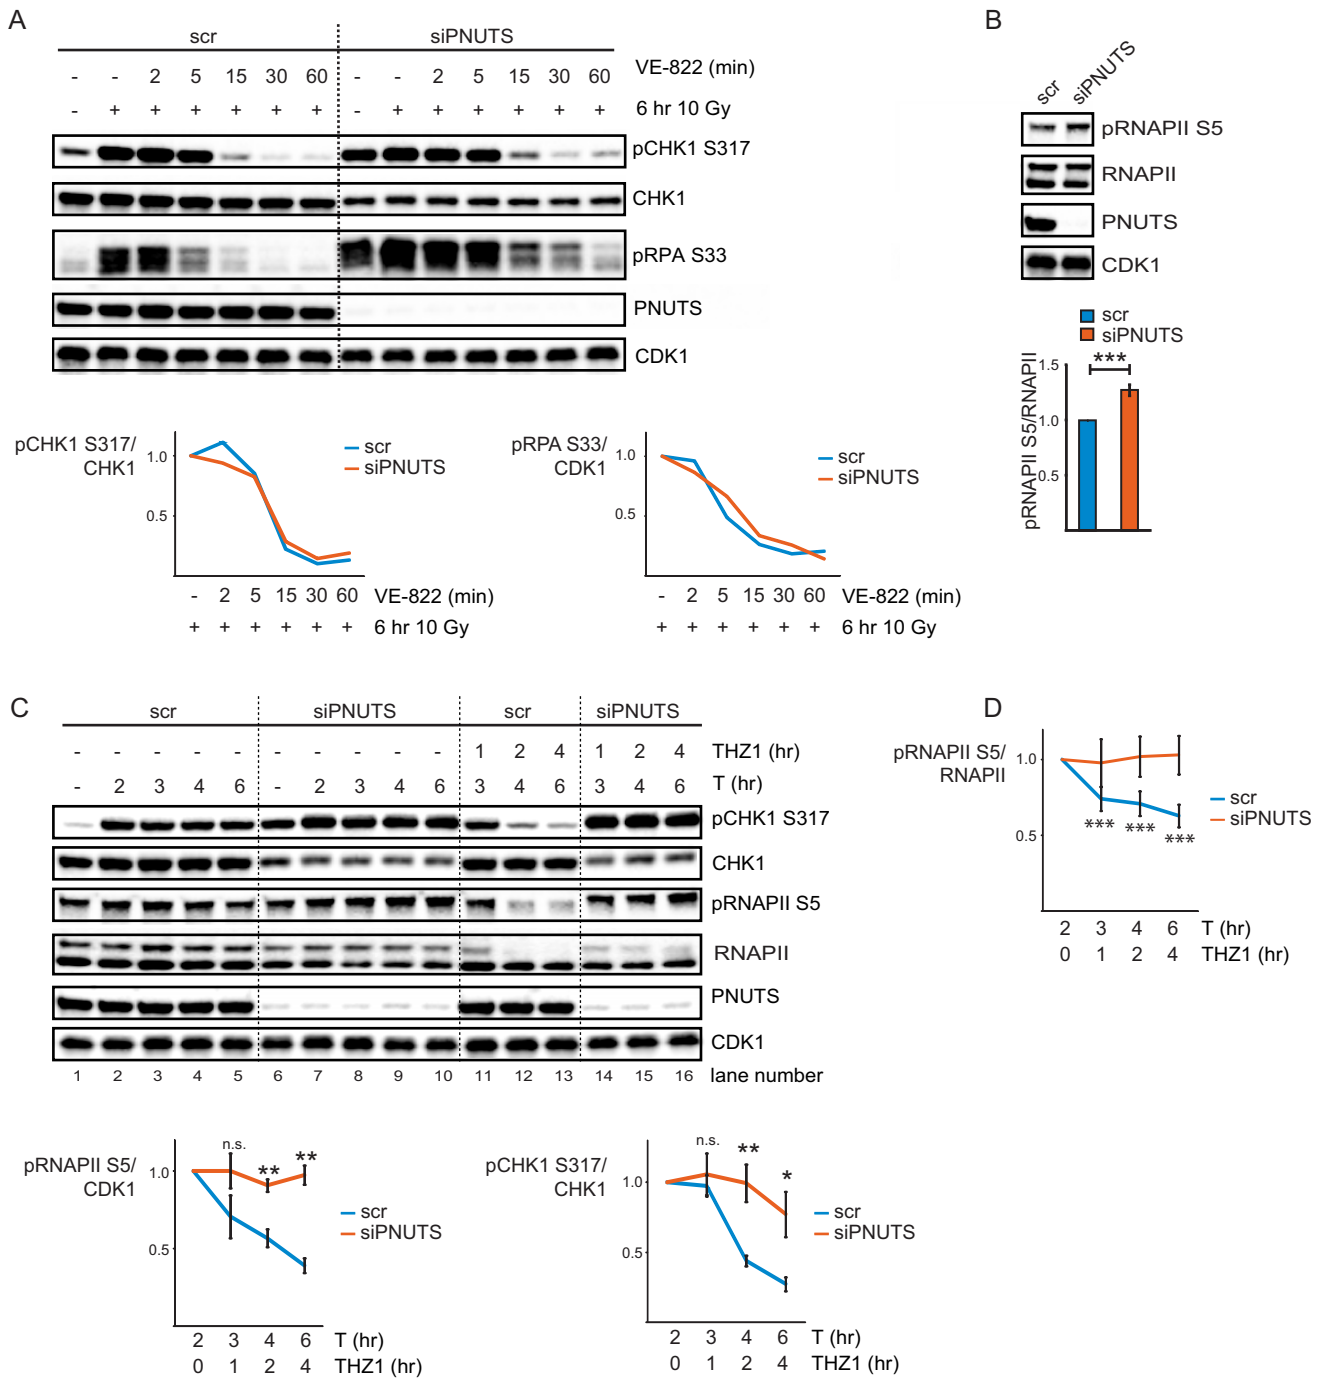 A
scr siPNUTS
- - 2 5 15 30 60 - - 2 5 15 30 60 VE-822 (min)
- + + + + + + - + + + + + + 6 hr 10 Gy
pCHK1 S317
CHK1
pRPA S33
PNUTS
CDK1
pCHK1 S317/
CHK1
1.0
0.5
scr
siPNUTS
- 2 5 15 30 60 VE-822 (min)
+ + + + + + 6 hr 10 Gy
pRPA S33/
CDK1
1.0
0.5
scr
siPNUTS
- 2 5 15 30 60 VE-822 (min)
+ + + + + + 6 hr 10 Gy
B
scr siPNUTS
pRNAPII S5
RNAPII
PNUTS
CDK1
scr
siPNUTS
pRNAPII S5/RNAPII
1.5
1.0
0.5
***
C
scr siPNUTS scr siPNUTS
- - - - - - - - - - 1 2 4 1 2 4 THZ1 (hr)
- 2 3 4 6 - 2 3 4 6 3 4 6 3 4 6 T (hr)
pCHK1 S317
CHK1
pRNAPII S5
RNAPII
PNUTS
CDK1
1 2 3 4 5 6 7 8 9 10 11 12 13 14 15 16 lane number
pRNAPII S5/
CDK1
1.0
0.5
n.s. ** **
scr
siPNUTS
2 3 4 6 T (hr)
0 1 2 4 THZ1 (hr)
pCHK1 S317/
CHK1
1.0
0.5
n.s. ** *
scr
siPNUTS
2 3 4 6 T (hr)
0 1 2 4 THZ1 (hr)
D
pRNAPII S5/
RNAPII
1.0
0.5
*** *** ***
scr
siPNUTS
2 3 4 6 T (hr)
0 1 2 4 THZ1 (hr)